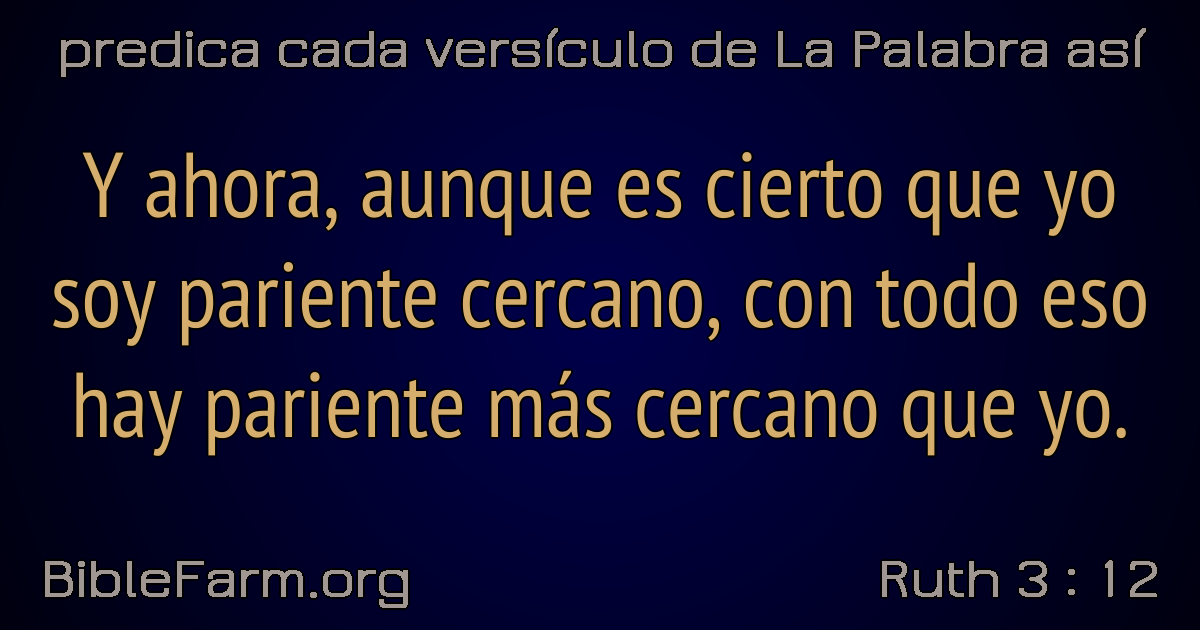 predica cada versículo de La Palabra así
Y ahora, aunque es cierto que yo
soy pariente cercano, con todo eso
hay pariente más cercano que yo.
BibleFarm.org
Ruth 3 : 12